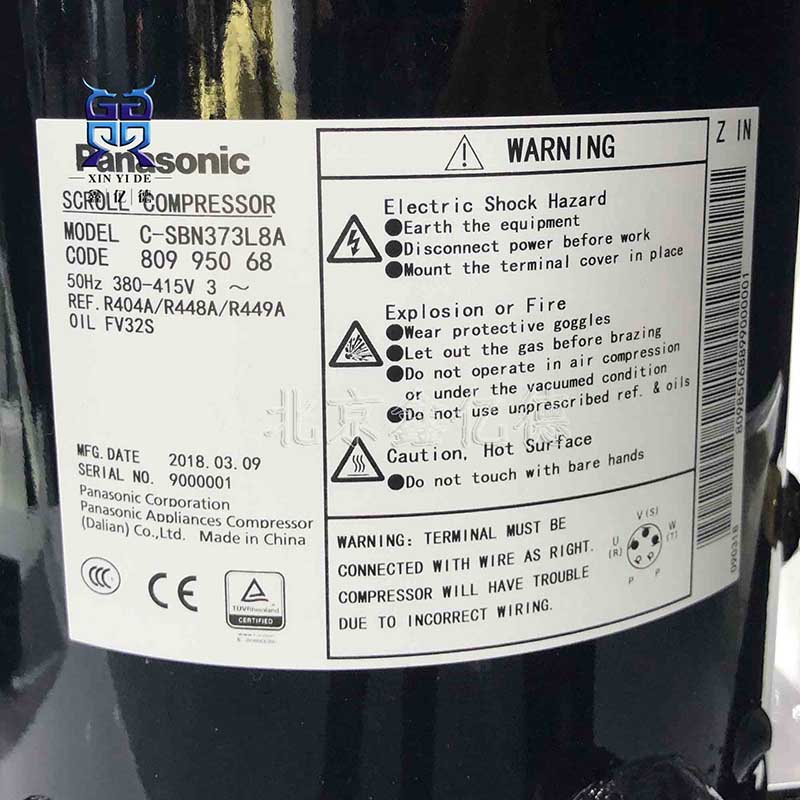 Panasonic
XIN YI DE
鑫亿德
SCROLL COMPRESSOR
MODEL C-SBN373L8A
CODE 809 950 68
50Hz 380-415V 3 ~
REF. R404A/R448A/R449A
OIL FV32S
MFG. DATE 2018.03.09
SERIAL NO. 9000001
Panasonic Corporation
Panasonic Appliances Compressor
(Dalian) Co., Ltd. Made in China
CCC
CE
TÜVRheinland
CERTIFIED
WARNING
Electric Shock Hazard
●Earth the equipment
●Disconnect power before work
●Mount the terminal cover in place
Explosion or Fire
●Wear protective goggles
●Let out the gas before brazing
●Do not operate in air compression
or under the vacuumed condition
●Do not use unprescribed ref. & oils
Caution, Hot Surface
●Do not touch with bare hands
WARNING: TERMINAL MUST BE
CONNECTED WITH WIRE AS RIGHT.
COMPRESSOR WILL HAVE TROUBLE
DUE TO INCORRECT WIRING.
V(S)
U
(R)
W
(T)
P P
Z IN
090318
北京鑫亿德